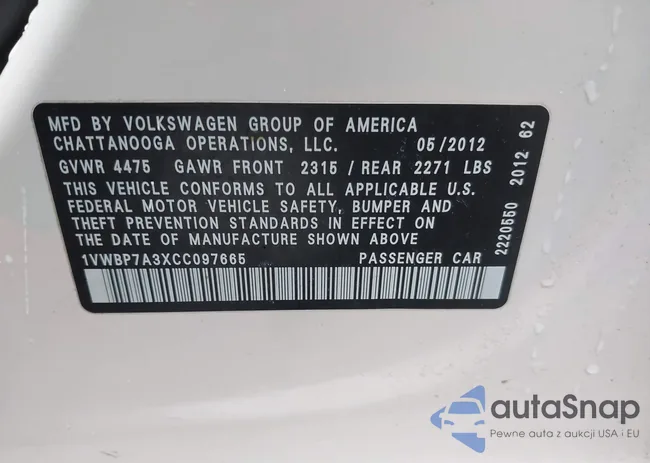 MFD BY VOLKSWAGEN GROUP OF AMERICA
CHATTANOOGA OPERATIONS, LLC. 05/2012
GVWR 4475 GAWR FRONT 2315 / REAR 2271 LBS
THIS VEHICLE CONFORMS TO ALL APPLICABLE U.S.
FEDERAL MOTOR VEHICLE SAFETY, BUMPER AND
THEFT PREVENTION STANDARDS IN EFFECT ON
THE DATE OF MANUFACTURE SHOWN ABOVE
1VWBP7A3XCC097665 PASSENGER CAR
2220550 2012 62
autaSnap
Pewne auta z aukcji USA i EU